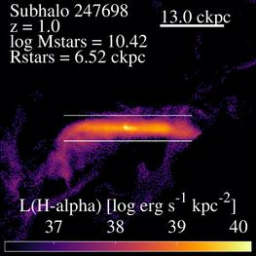 Subhalo 247698
z = 1.0
log Mstars = 10.42
Rstars = 6.52 ckpc
13.0 ckpc
L(H-alpha) [log erg s⁻¹ kpc⁻²]
37 38 39 40